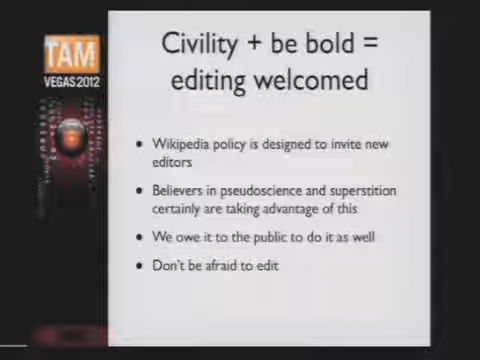 TAM
VEGAS 2012
Civility + be bold =
editing welcomed
• Wikipedia policy is designed to invite new
editors
• Believers in pseudoscience and superstition
certainly are taking advantage of this
• We owe it to the public to do it as well
• Don't be afraid to edit